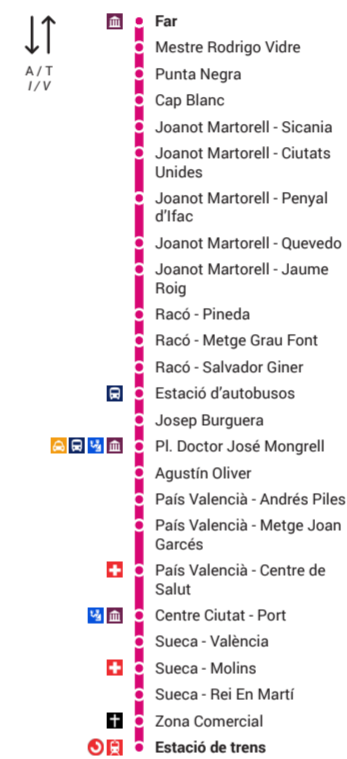 A / T
I / V
Far
Mestre Rodrigo Vidre
Punta Negra
Cap Blanc
Joanot Martorell - Sicania
Joanot Martorell - Ciutats
Unides
Joanot Martorell - Penyal
d'Ifac
Joanot Martorell - Quevedo
Joanot Martorell - Jaume
Roig
Racó - Pineda
Racó - Metge Grau Font
Racó - Salvador Giner
Estació d'autobusos
Josep Burguera
Pl. Doctor José Mongrell
Agustín Oliver
País Valencià - Andrés Piles
País Valencià - Metge Joan
Garcés
País Valencià - Centre de
Salut
Centre Ciutat - Port
Sueca - València
Sueca - Molins
Sueca - Rei En Martí
Zona Comercial
Estació de trens